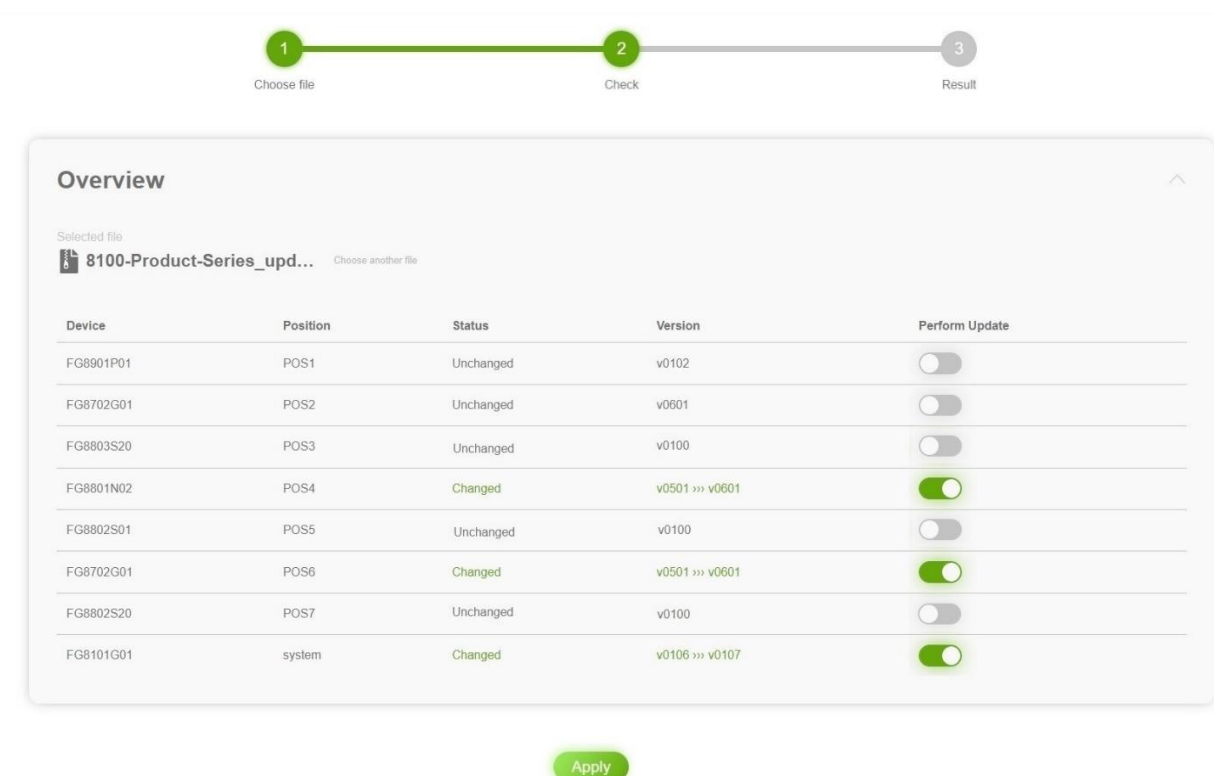 1 2 3
Choose file Check Result
Overview
Selected file
8100-Product-Series_upd... Choose another file
Device Position Status Version Perform Update
FG8901P01 POS1 Unchanged v0102
FG8702G01 POS2 Unchanged v0601
FG8803S20 POS3 Unchanged v0100
FG8801N02 POS4 Changed v0501 ››› v0601
FG8802S01 POS5 Unchanged v0100
FG8702G01 POS6 Changed v0501 ››› v0601
FG8802S20 POS7 Unchanged v0100
FG8101G01 system Changed v0106 ››› v0107
Apply